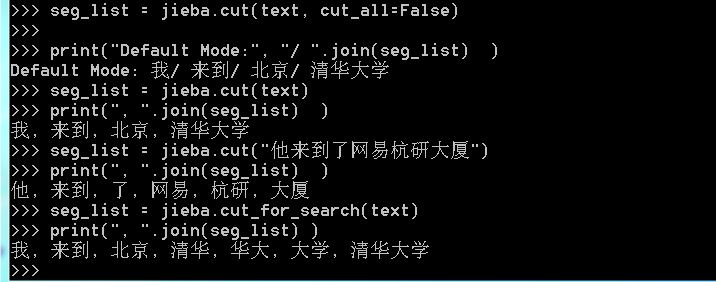 >>> seg_list = jieba.cut(text, cut_all=False)
>>>
>>> print("Default Mode:", "/ ".join(seg_list)  )
Default Mode: 我/ 来到/ 北京/ 清华大学
>>> seg_list = jieba.cut(text)
>>> print(", ".join(seg_list)  )
我, 来到, 北京, 清华大学
>>> seg_list = jieba.cut("他来到了网易杭研大厦")
>>> print(", ".join(seg_list)  )
他, 来到, 了, 网易, 杭研, 大厦
>>> seg_list = jieba.cut_for_search(text)
>>> print(", ".join(seg_list) )
我, 来到, 北京, 清华, 华大, 大学, 清华大学
>>>